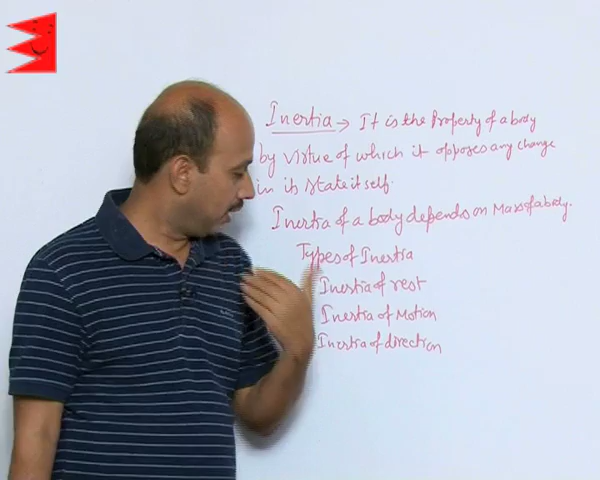 Inertia → It is the Property of a body
by virtue of which it opposes any change
in its state itself.
Inertia of a body depends on Mass of a body.
Types of Inertia
Inertia of rest
Inertia of Motion
Inertia of direction